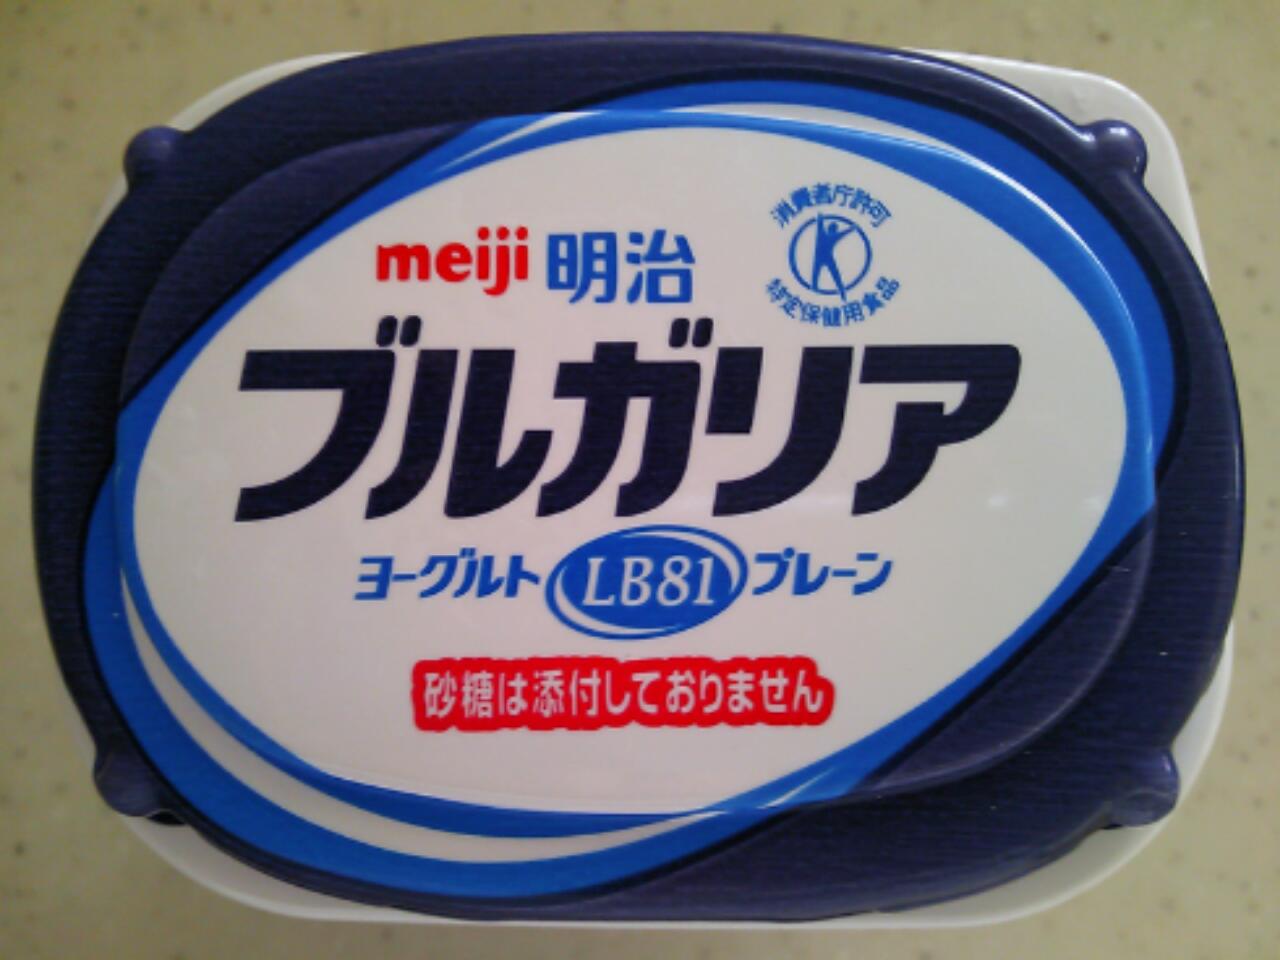 消費者庁許可
meiji 明治
特定保健用食品
ブルガリア
ヨーグルト LB81 プレーン
砂糖は添付しておりません